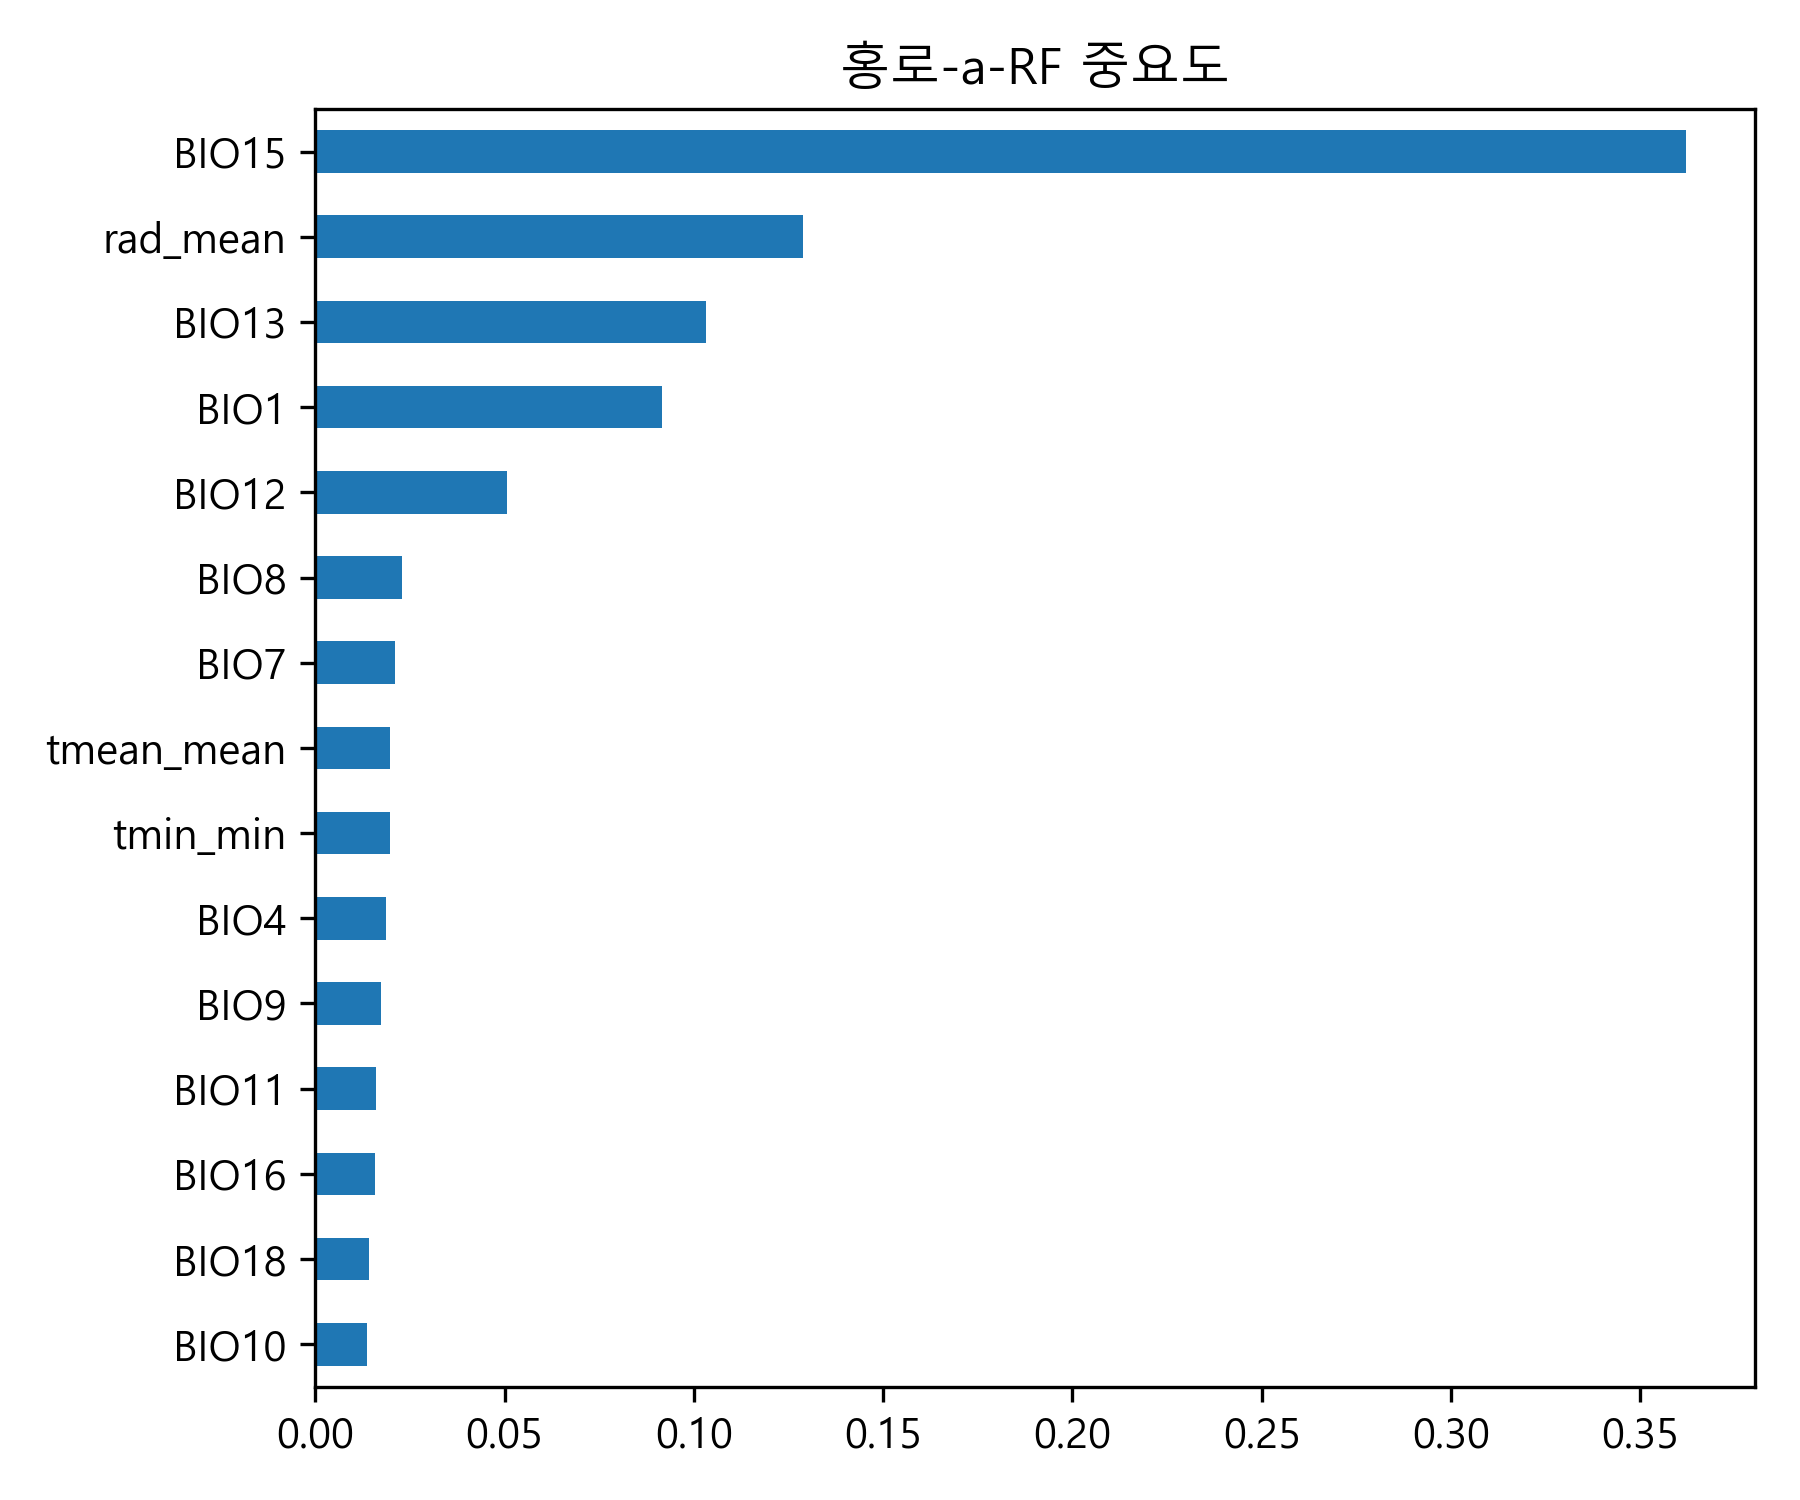 홍로-a-RF 중요도
BIO15
rad_mean
BIO13
BIO1
BIO12
BIO8
BIO7
tmean_mean
tmin_min
BIO4
BIO9
BIO11
BIO16
BIO18
BIO10
0.00 0.05 0.10 0.15 0.20 0.25 0.30 0.35